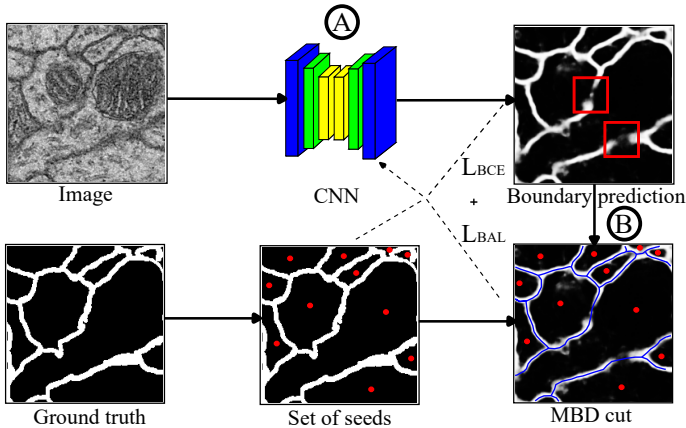 A
Image
CNN
Boundary prediction
LBCE
+
LBAL
B
Ground truth
Set of seeds
MBD cut